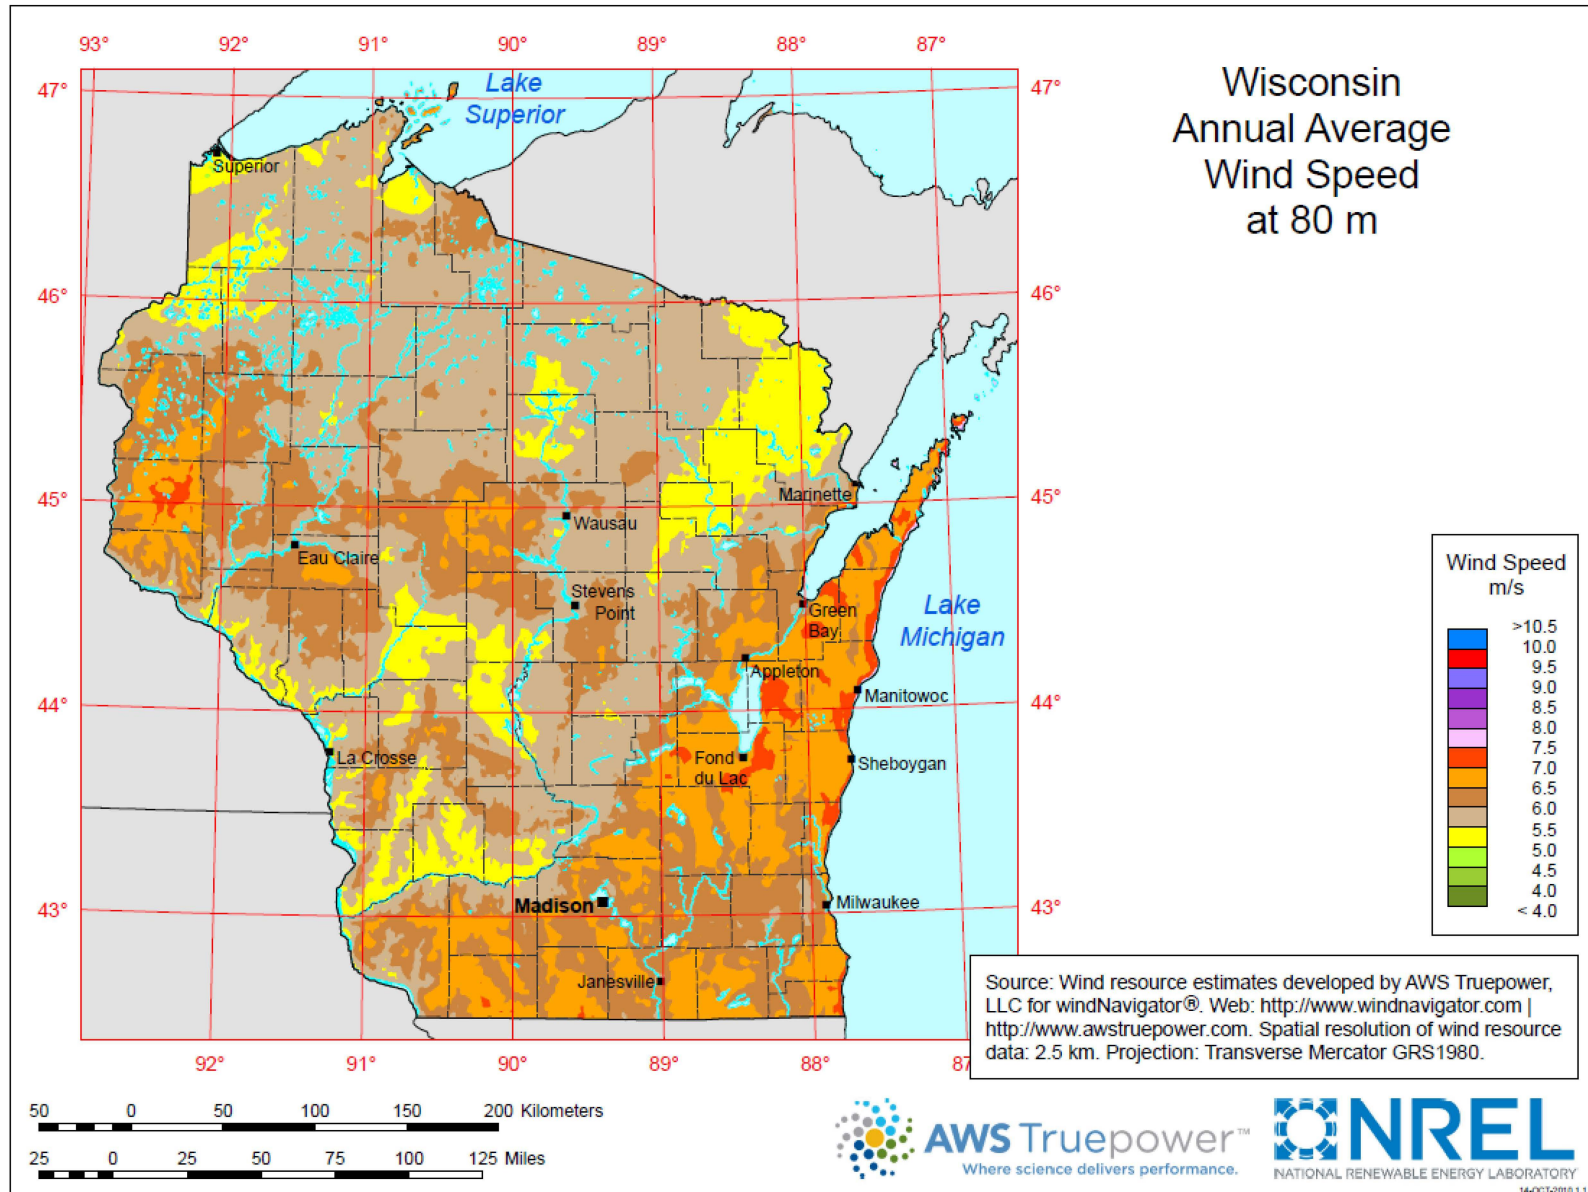 93° 92° 91° 90° 89° 88° 87°
Wisconsin
Annual Average
Wind Speed
at 80 m
47° 47°
Lake
Superior
Superior
46° 46°
45° 45°
Marinette
Wausau
Eau Claire
Stevens
Point
Green
Bay
Lake
Michigan
Appleton
Manitowoc
44° 44°
La Crosse
Fond
du Lac
Sheboygan
Madison
Milwaukee
43° 43°
Janesville
92° 91° 90° 89° 88° 87
Wind Speed
m/s
>10.5
10.0
9.5
9.0
8.5
8.0
7.5
7.0
6.5
6.0
5.5
5.0
4.5
4.0
< 4.0
Source: Wind resource estimates developed by AWS Truepower,
LLC for windNavigator®. Web: http://www.windnavigator.com |
http://www.awstruepower.com. Spatial resolution of wind resource
data: 2.5 km. Projection: Transverse Mercator GRS1980.
50 0 50 100 150 200 Kilometers
25 0 25 50 75 100 125 Miles
AWS Truepower™
Where science delivers performance.
NREL
NATIONAL RENEWABLE ENERGY LABORATORY